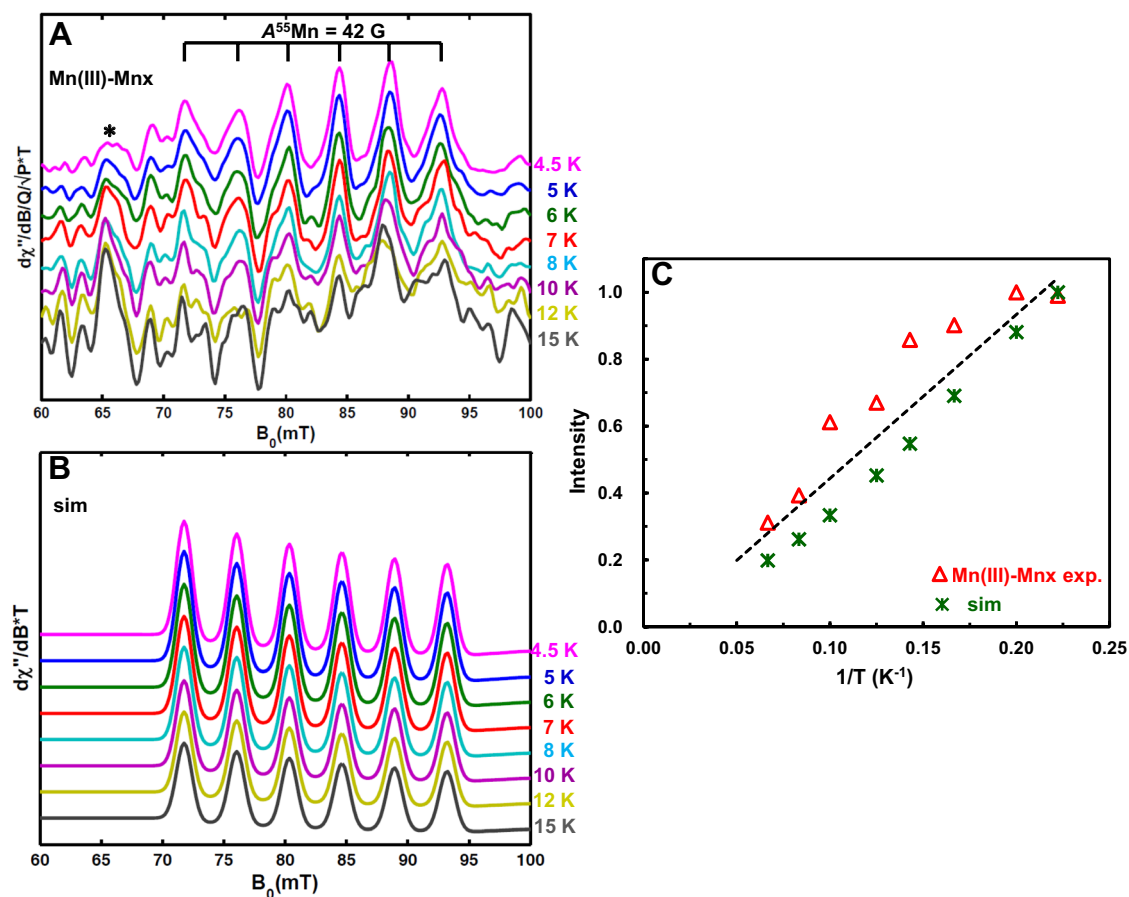 A
A⁵⁵Mn = 42 G
Mn(III)-Mnx
*
4.5 K
5 K
6 K
7 K
8 K
10 K
12 K
15 K
dχ''/dB/Q/√P*T
60 65 70 75 80 85 90 95 100
B₀(mT)
B
sim
4.5 K
5 K
6 K
7 K
8 K
10 K
12 K
15 K
dχ''/dB*T
60 65 70 75 80 85 90 95 100
B₀(mT)
C
1.0
0.8
0.6
0.4
0.2
0.0
Intensity
Mn(III)-Mnx exp.
sim
0.00 0.05 0.10 0.15 0.20 0.25
1/T (K⁻¹)